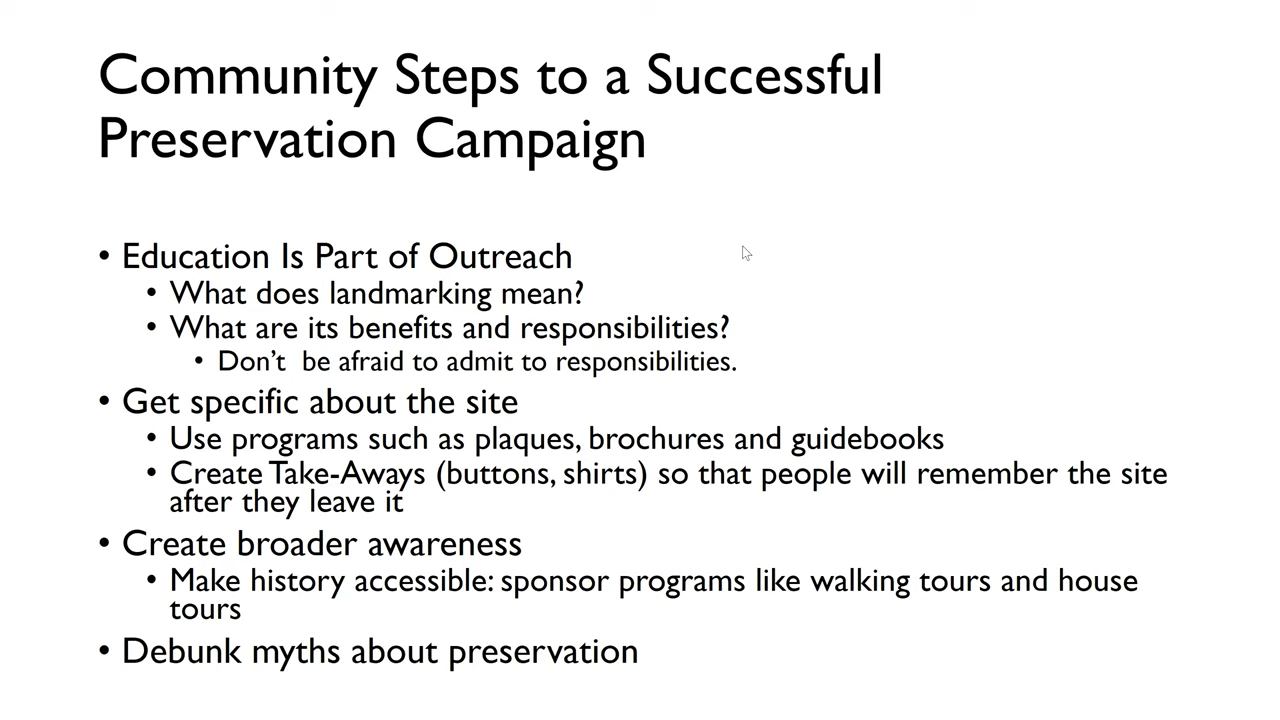 Community Steps to a Successful
Preservation Campaign
• Education Is Part of Outreach
• What does landmarking mean?
• What are its benefits and responsibilities?
• Don't  be afraid to admit to responsibilities.
• Get specific about the site
• Use programs such as plaques, brochures and guidebooks
• Create Take-Aways (buttons, shirts) so that people will remember the site
after they leave it
• Create broader awareness
• Make history accessible: sponsor programs like walking tours and house
tours
• Debunk myths about preservation